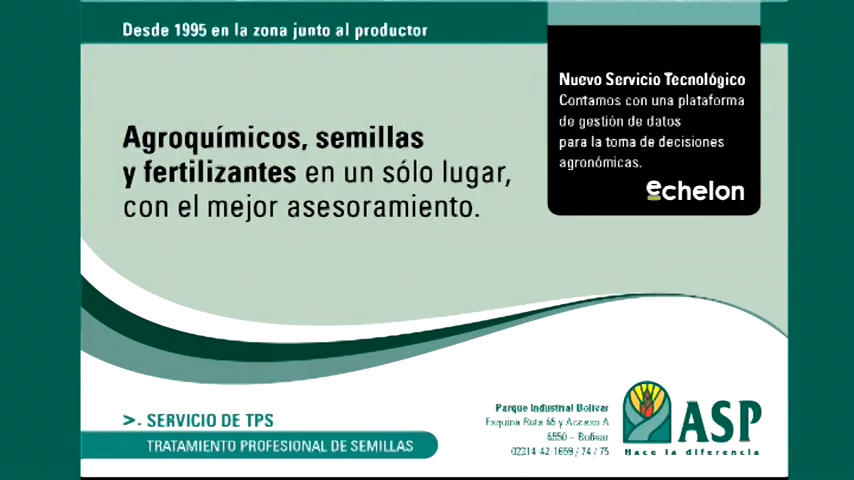 Desde 1995 en la zona junto al productor
Nuevo Servicio Tecnológico
Contamos con una plataforma
de gestión de datos
para la toma de decisiones
agronómicas.
echelon
Agroquímicos, semillas
y fertilizantes en un sólo lugar,
con el mejor asesoramiento.
>. SERVICIO DE TPS
TRATAMIENTO PROFESIONAL DE SEMILLAS
Parque Industrial Bolívar
Esquina Ruta 65 y Acceso A
6550 – Bolívar
02314-42-1659 / 74 / 75
ASP
Hace la diferencia